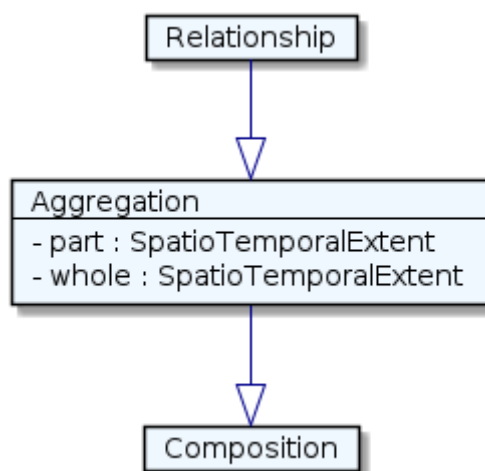 Relationship
Aggregation
- part : SpatioTemporalExtent
- whole : SpatioTemporalExtent
Composition